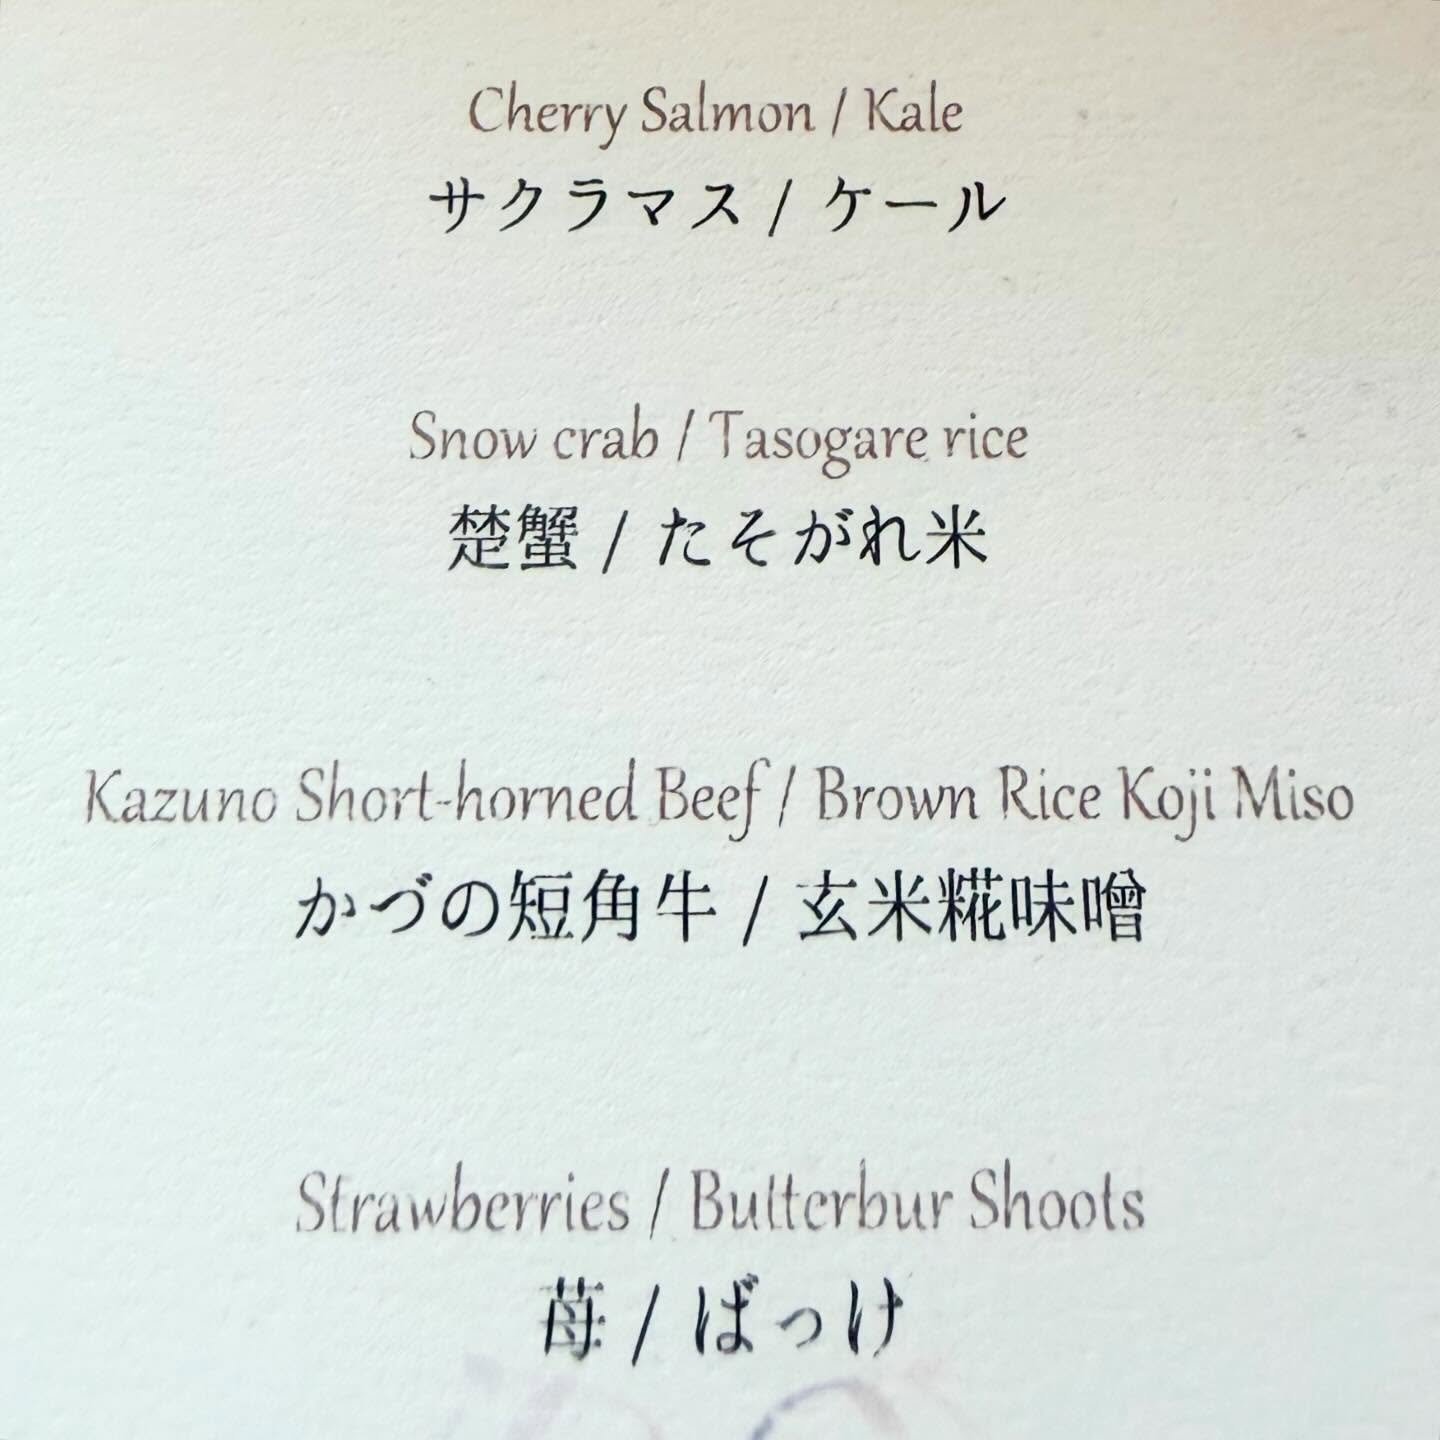 Cherry Salmon / Kale
サクラマス / ケール
Snow crab / Tasogare rice
楚蟹 / たそがれ米
Kazuno Short-horned Beef / Brown Rice Koji Miso
かづの短角牛 / 玄米糀味噌
Strawberries / Butterbur Shoots
苺 / ばっけ